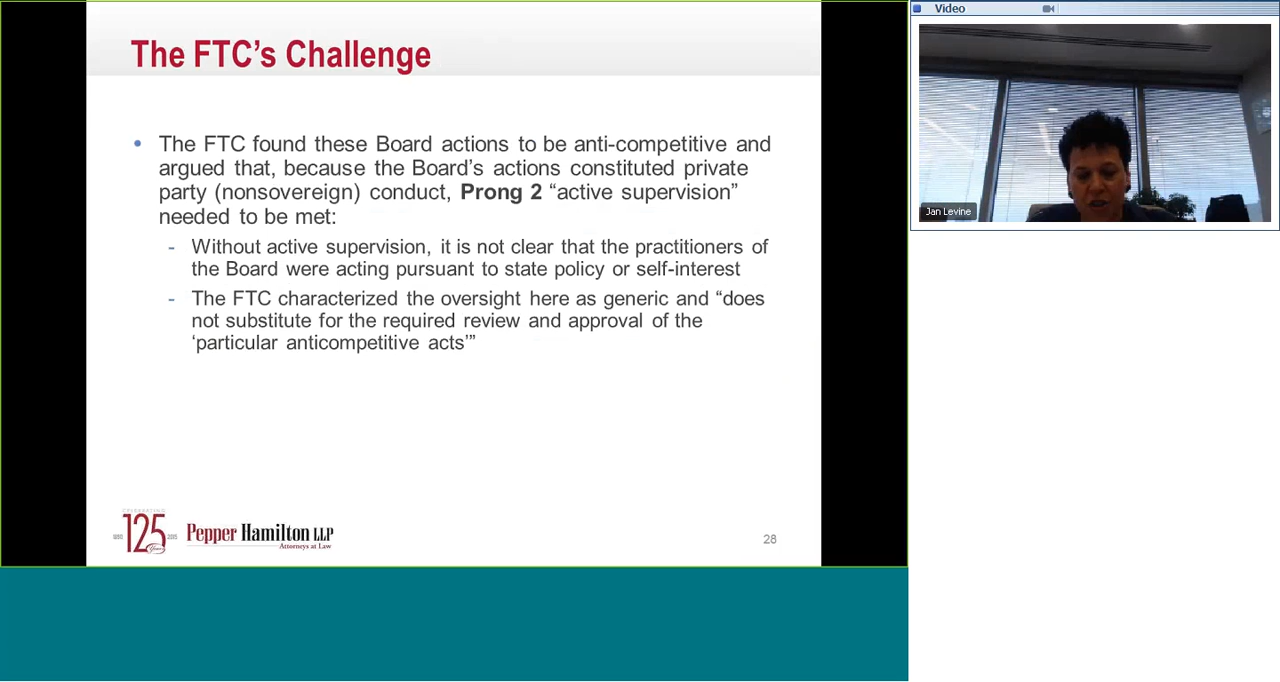 The FTC's Challenge
• The FTC found these Board actions to be anti-competitive and
argued that, because the Board's actions constituted private
party (nonsovereign) conduct, Prong 2 “active supervision”
needed to be met:
- Without active supervision, it is not clear that the practitioners of
the Board were acting pursuant to state policy or self-interest
- The FTC characterized the oversight here as generic and “does
not substitute for the required review and approval of the
‘particular anticompetitive acts’”
CELEBRATING
1890 125 2015
Years
Pepper Hamilton LLP
Attorneys at Law
28
Video
Jan Levine